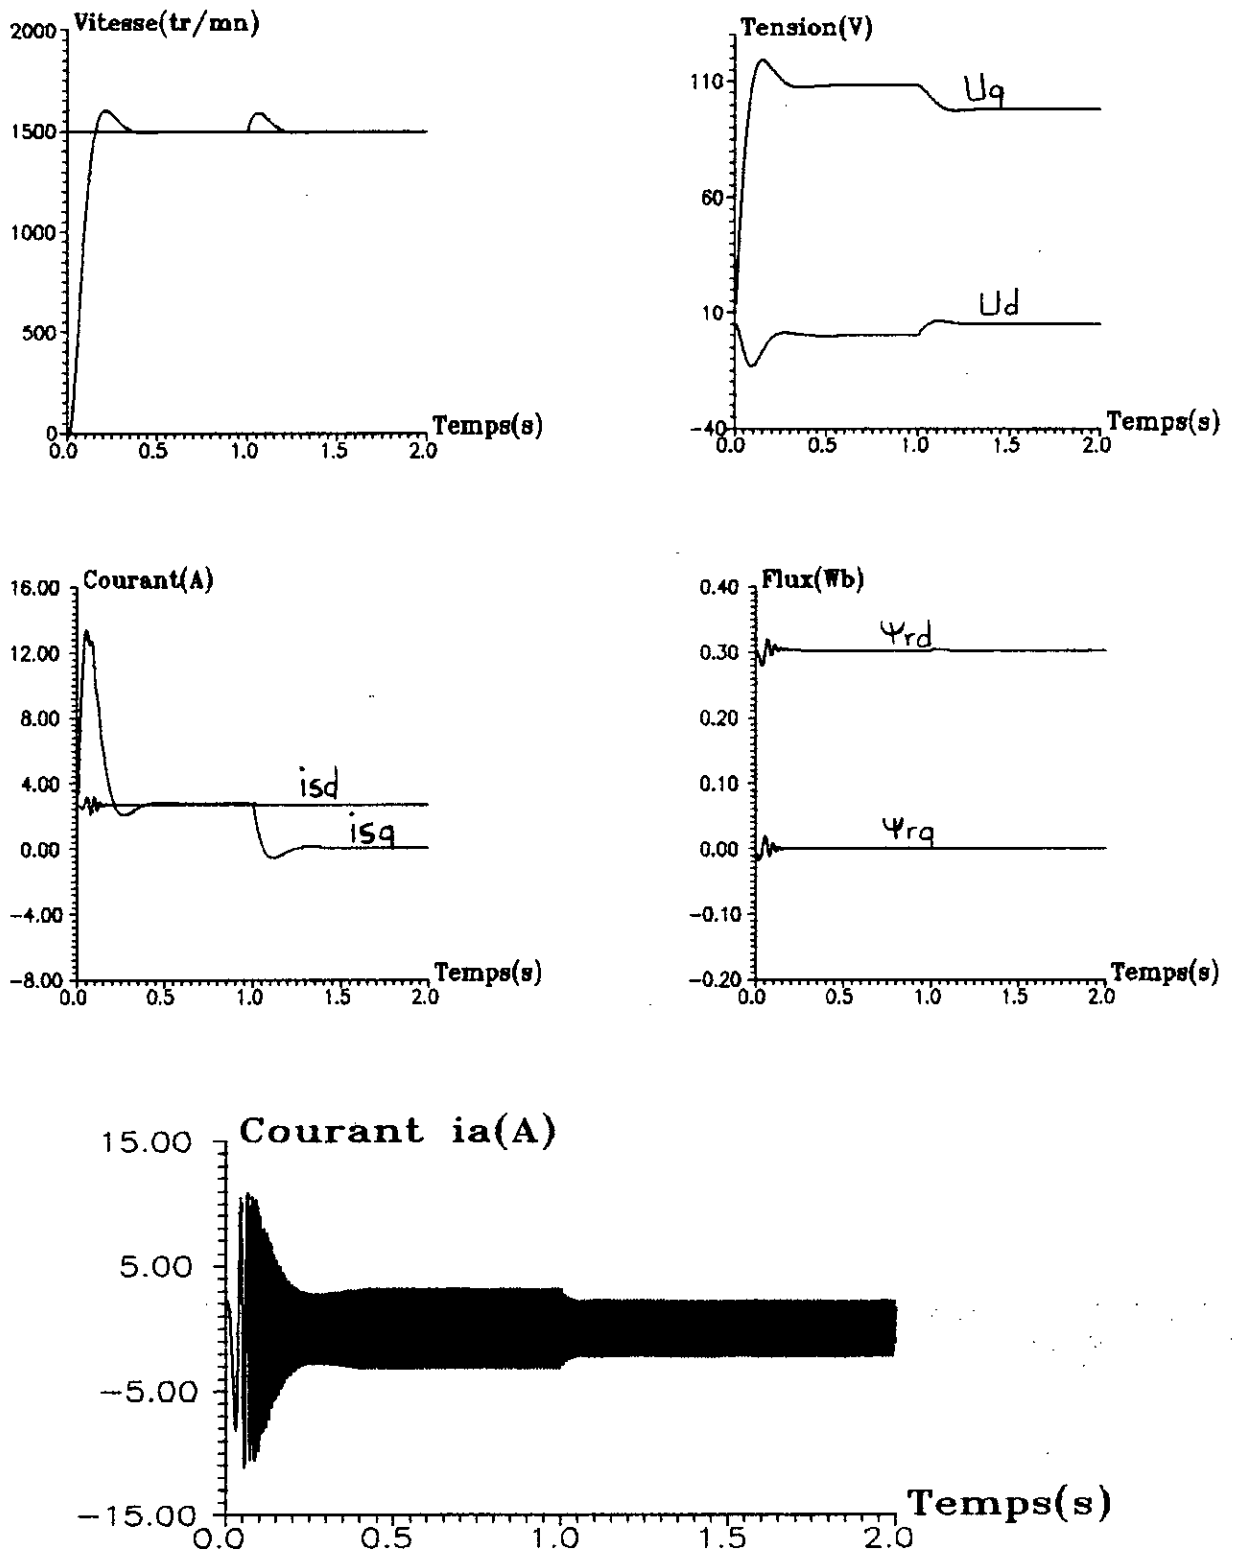 Vitesse(tr/mn)
2000
1500
1000
500
0
0.0 0.5 1.0 1.5 2.0
Temps(s)
Tension(V)
110
60
10
-40
Uq
Ud
0.0 0.5 1.0 1.5 2.0
Temps(s)
Courant(A)
16.00
12.00
8.00
4.00
0.00
-4.00
-8.00
isd
isq
0.0 0.5 1.0 1.5 2.0
Temps(s)
Flux(Wb)
0.40
0.30
0.20
0.10
0.00
-0.10
-0.20
Ψrd
Ψrq
0.0 0.5 1.0 1.5 2.0
Temps(s)
Courant ia(A)
15.00
5.00
-5.00
-15.00
0.0 0.5 1.0 1.5 2.0
Temps(s)